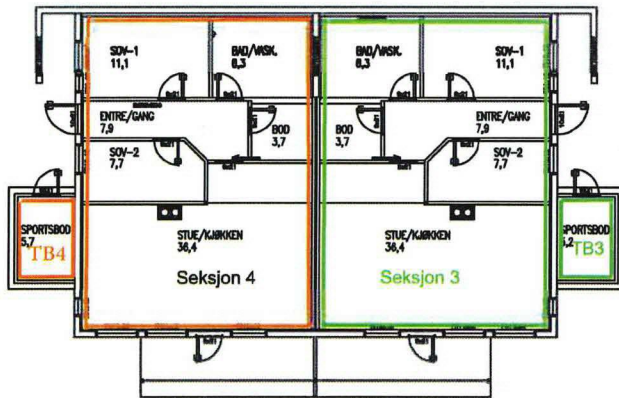 SOV-1
11,1
BAD/VASK.
8,3
BAD/VASK.
8,3
SOV-1
11,1
ENTRE/GANG
7,9
BOD
3,7
BOD
3,7
ENTRE/GANG
7,9
SOV-2
7,7
SOV-2
7,7
SPORTSBOD
5,7
TB4
STUE/KJØKKEN
36,4
STUE/KJØKKEN
36,4
SPORTSBOD
TB3
Seksjon 4
Seksjon 3